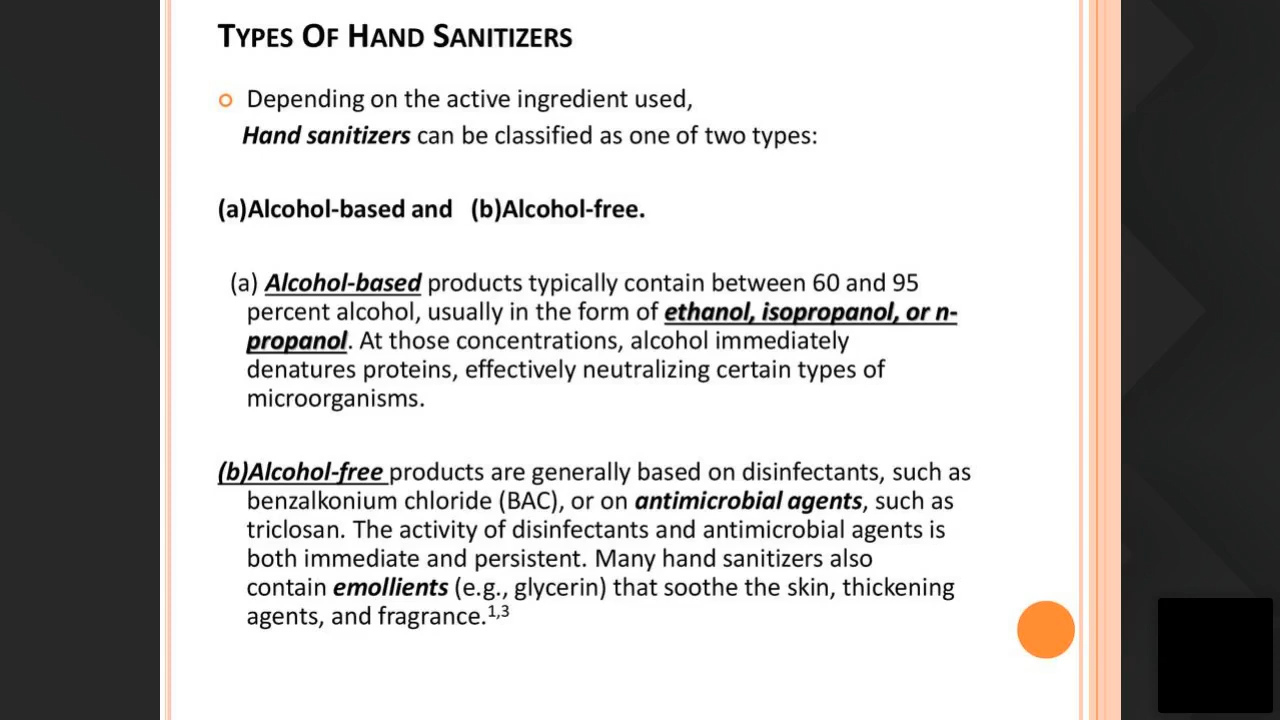 TYPES OF HAND SANITIZERS
Depending on the active ingredient used,
Hand sanitizers can be classified as one of two types:
(a)Alcohol-based and (b)Alcohol-free.
(a) Alcohol-based products typically contain between 60 and 95
percent alcohol, usually in the form of ethanol, isopropanol, or n-
propanol. At those concentrations, alcohol immediately
denatures proteins, effectively neutralizing certain types of
microorganisms.
(b)Alcohol-free products are generally based on disinfectants, such as
benzalkonium chloride (BAC), or on antimicrobial agents, such as
triclosan. The activity of disinfectants and antimicrobial agents is
both immediate and persistent. Many hand sanitizers also
contain emollients (e.g., glycerin) that soothe the skin, thickening
agents, and fragrance.1,3